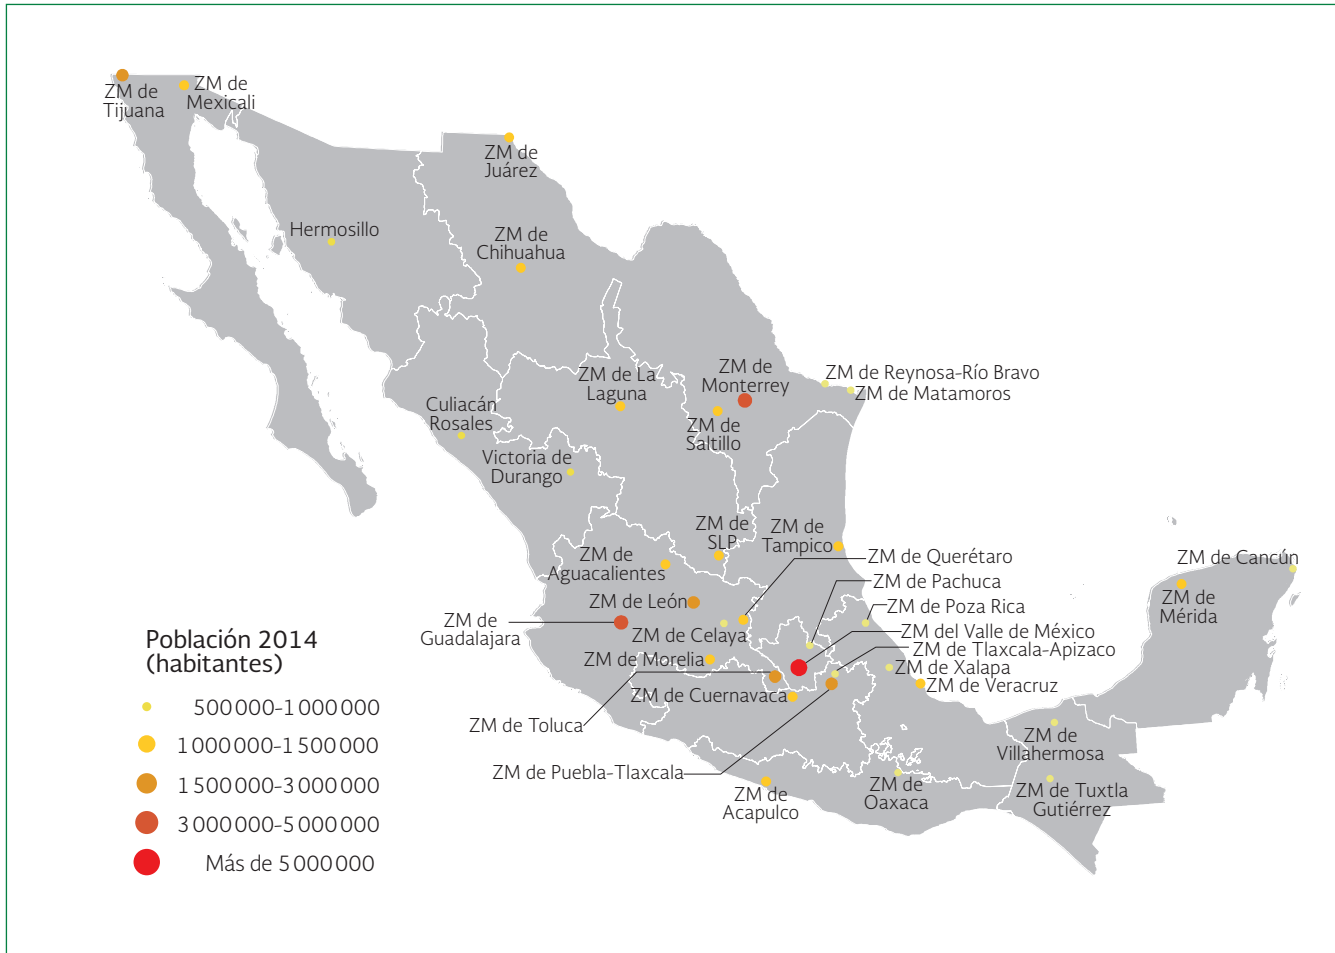 ZM de
Tijuana
ZM de
Mexicali
ZM de
Juárez
Hermosillo
ZM de
Chihuahua
ZM de La
Laguna
ZM de
Monterrey
ZM de Reynosa-Río Bravo
ZM de Matamoros
Culiacán
Rosales
ZM de
Saltillo
Victoria de
Durango
ZM de
SLP
ZM de
Tampico
ZM de Querétaro
ZM de Cancún
ZM de
Aguacalientes
ZM de Pachuca
ZM de León
ZM de Poza Rica
ZM de
Mérida
ZM de
Guadalajara
ZM de Celaya
ZM del Valle de México
ZM de Tlaxcala-Apizaco
ZM de Morelia
ZM de Xalapa
ZM de Veracruz
ZM de Cuernavaca
ZM de Toluca
ZM de
Villahermosa
ZM de Puebla-Tlaxcala
ZM de
Acapulco
ZM de
Oaxaca
ZM de Tuxtla
Gutiérrez
Población 2014
(habitantes)
500 000-1 000 000
1 000 000-1 500 000
1 500 000-3 000 000
3 000 000-5 000 000
Más de 5 000 000